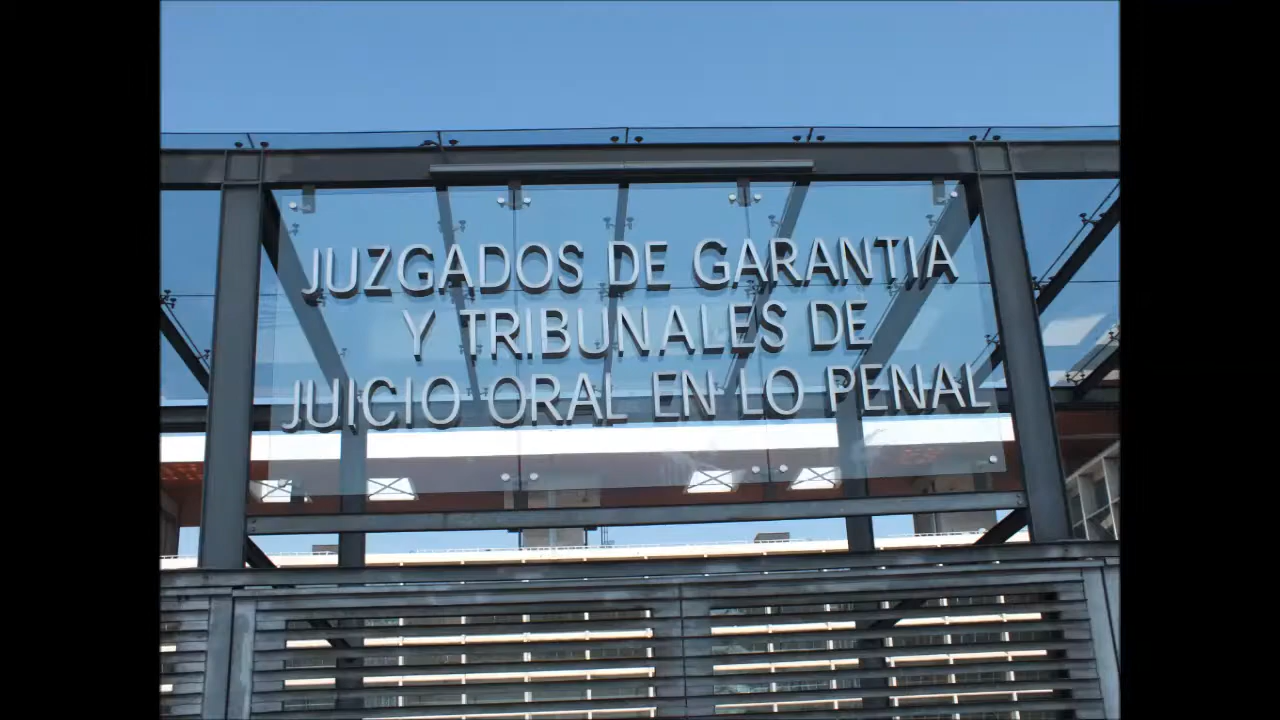 JUZGADOS DE GARANTIA
Y TRIBUNALES DE
JUICIO ORAL EN LO PENAL